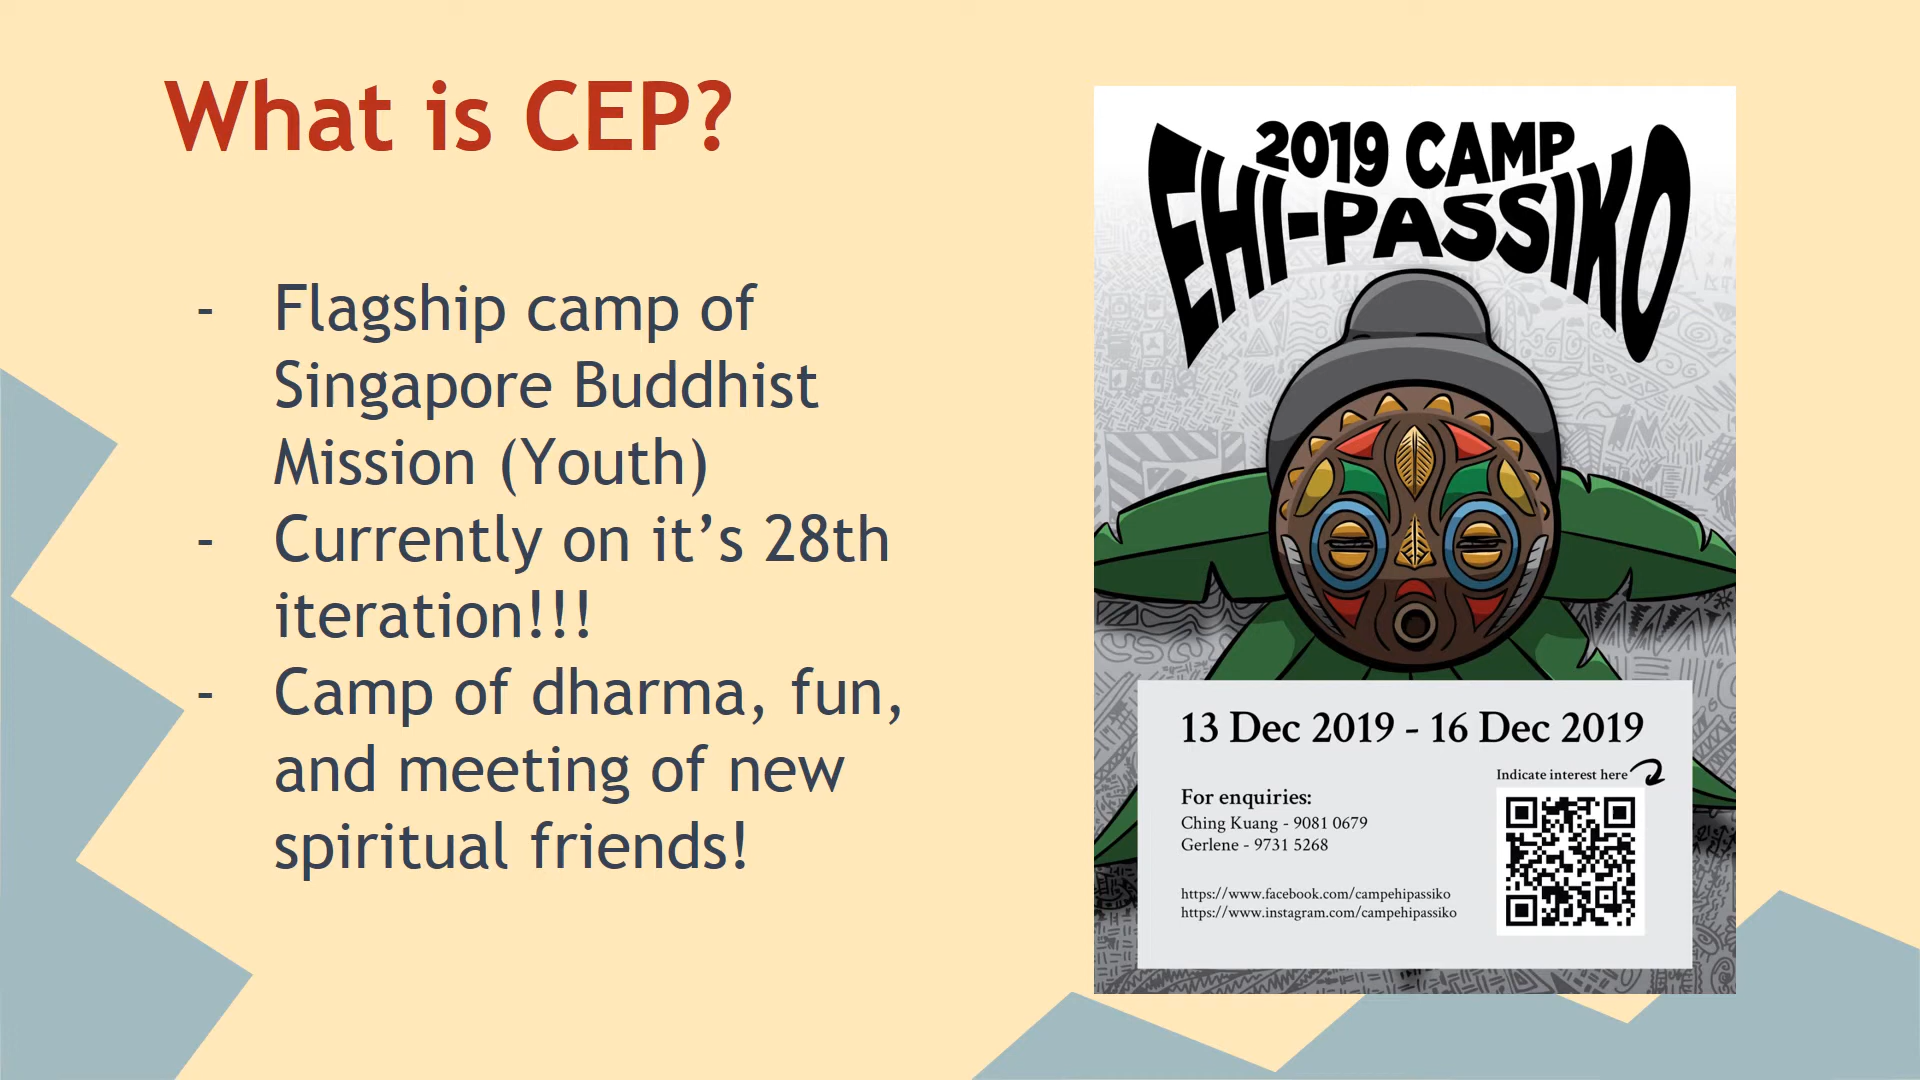 What is CEP?
- Flagship camp of
Singapore Buddhist
Mission (Youth)
- Currently on it's 28th
iteration!!!
- Camp of dharma, fun,
and meeting of new
spiritual friends!
2019 CAMP
EHI-PASSIKO
13 Dec 2019 - 16 Dec 2019
Indicate interest here
For enquiries:
Ching Kuang - 9081 0679
Gerlene - 9731 5268
https://www.facebook.com/campehipassiko
https://www.instagram.com/campehipassiko